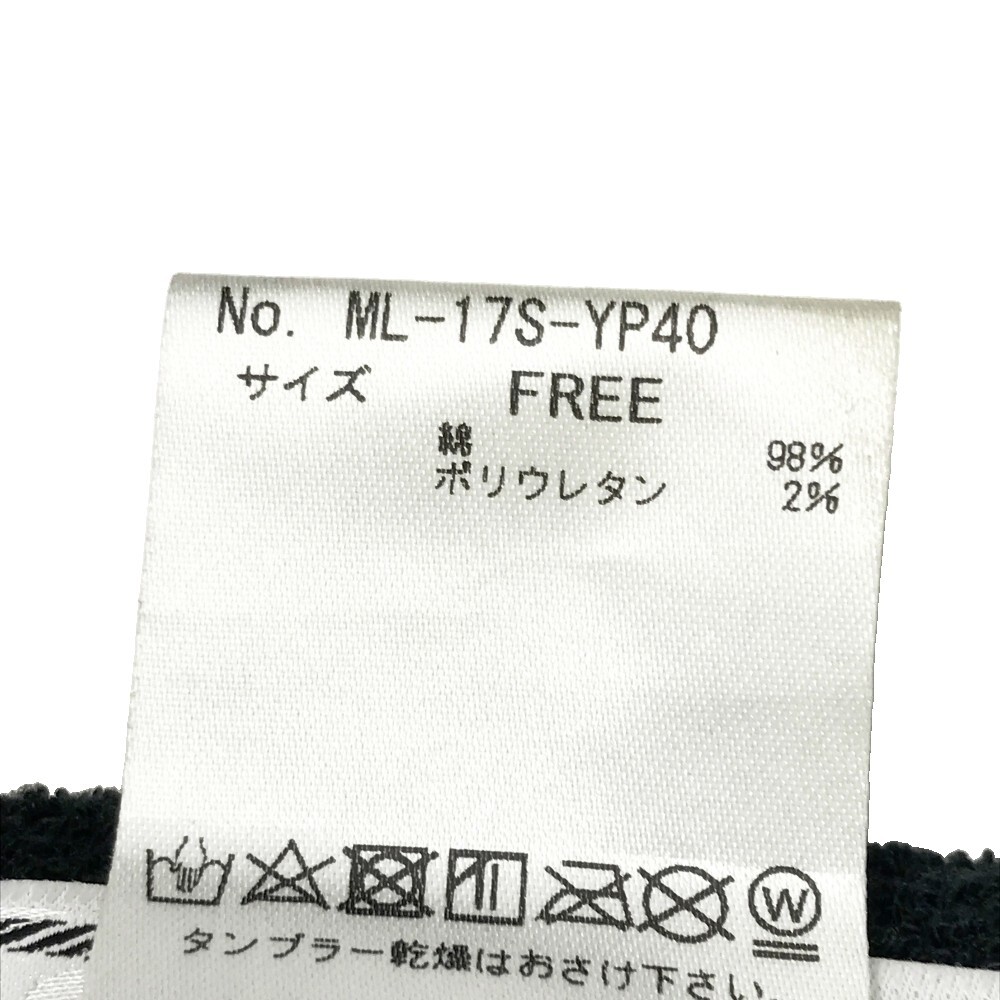 No. ML-17S-YP40
サイズ FREE
綿 98%
ポリウレタン 2%
W
タンブラー乾燥はおさけ下さい。